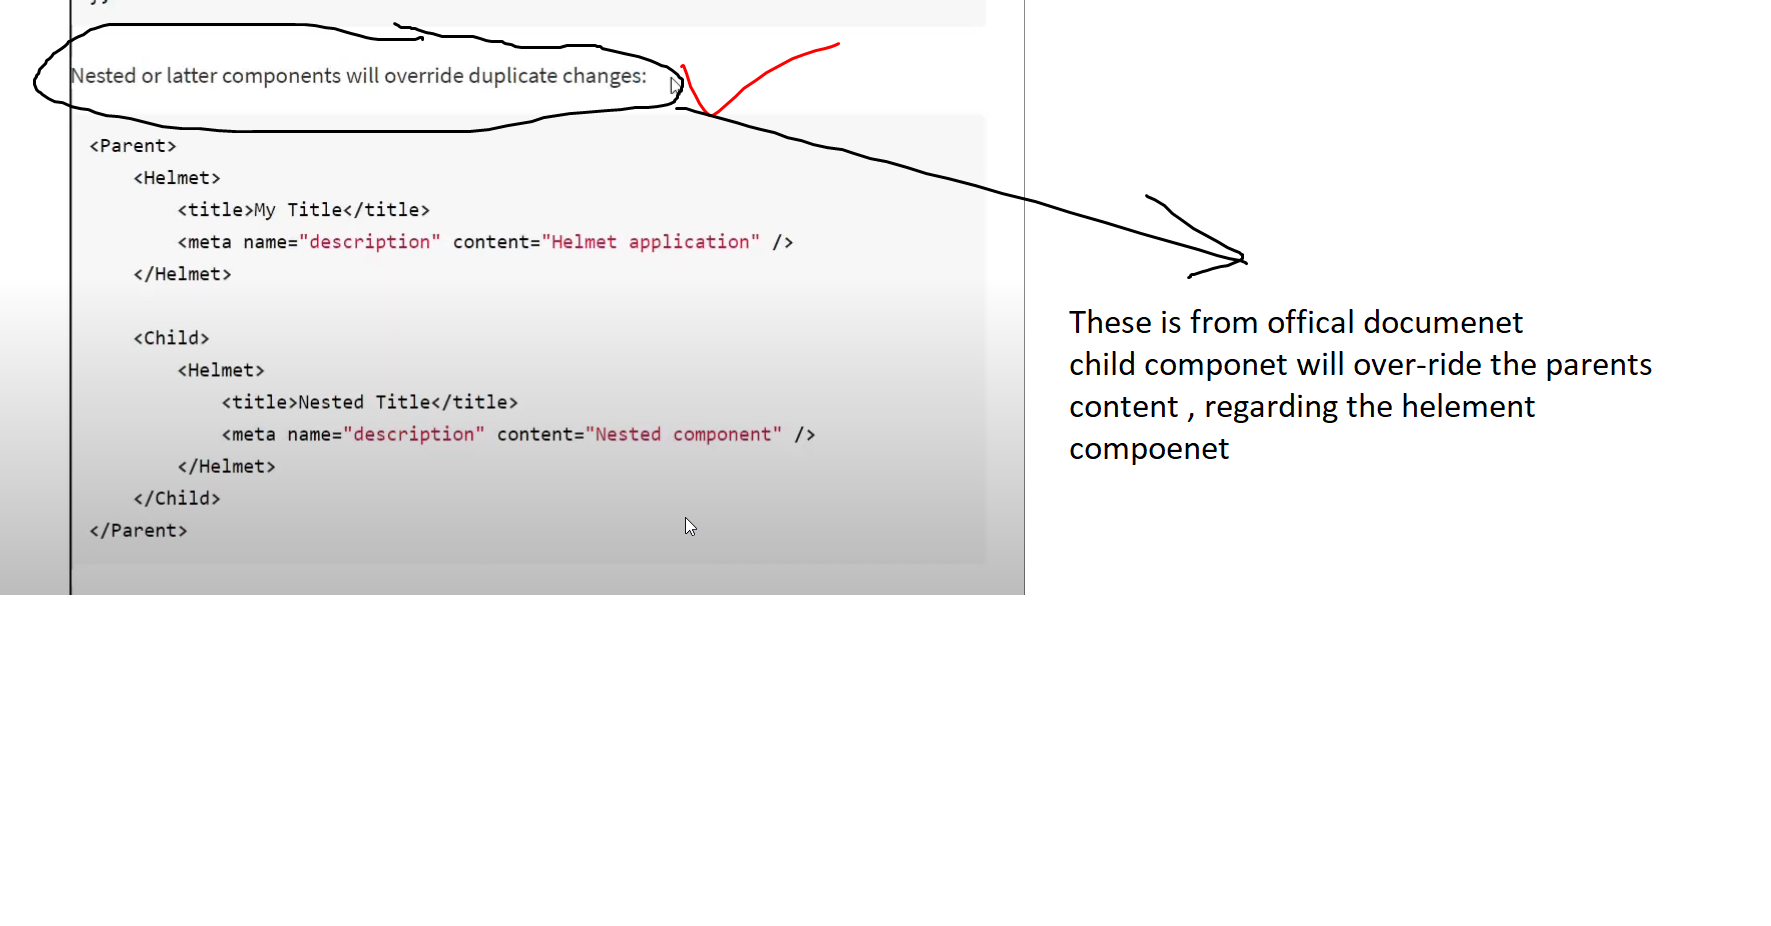 Nested or latter components will override duplicate changes:
<Parent>
<Helmet>
<title>My Title</title>
<meta name="description" content="Helmet application" />
</Helmet>
<Child>
<Helmet>
<title>Nested Title</title>
<meta name="description" content="Nested component" />
</Helmet>
</Child>
</Parent>
These is from offical documenet
child componet will over-ride the parents
content , regarding the helement
compoenet